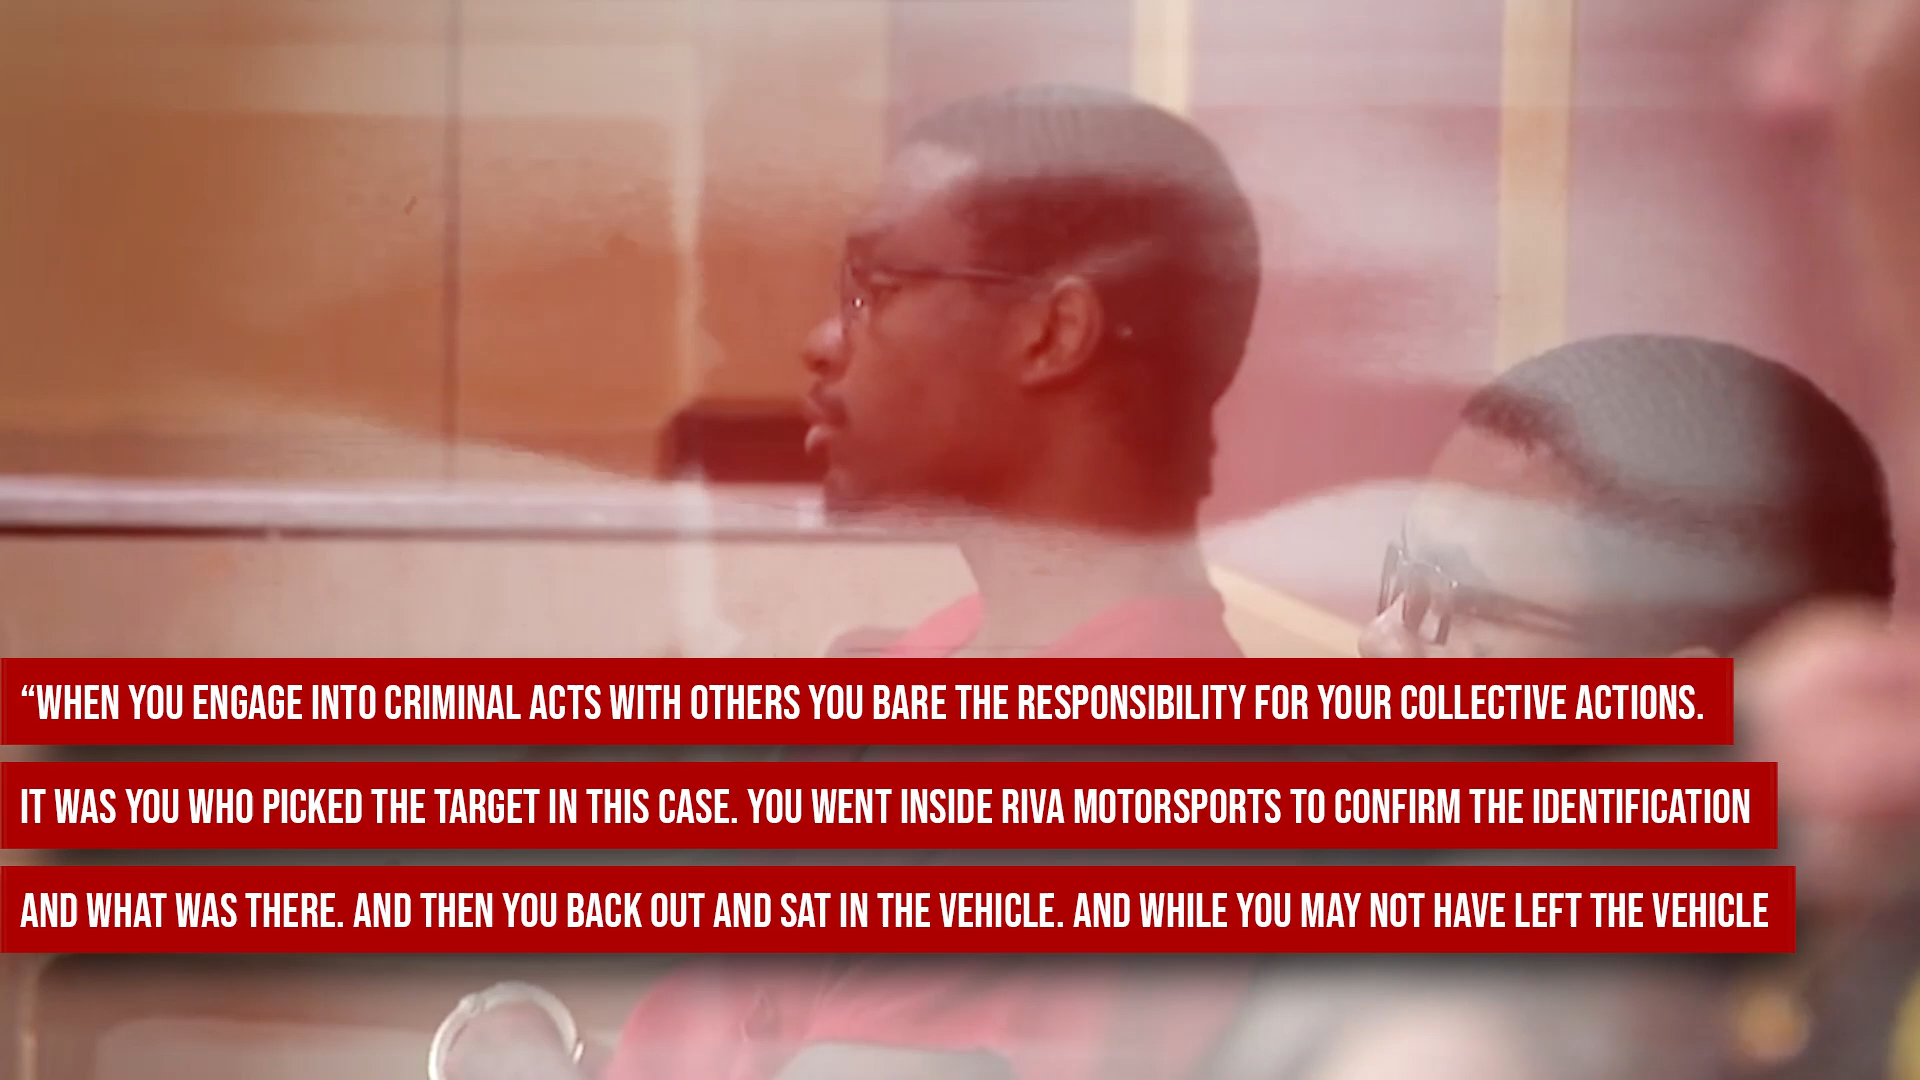 “WHEN YOU ENGAGE INTO CRIMINAL ACTS WITH OTHERS YOU BARE THE RESPONSIBILITY FOR YOUR COLLECTIVE ACTIONS.
IT WAS YOU WHO PICKED THE TARGET IN THIS CASE. YOU WENT INSIDE RIVA MOTORSPORTS TO CONFIRM THE IDENTIFICATION
AND WHAT WAS THERE. AND THEN YOU BACK OUT AND SAT IN THE VEHICLE. AND WHILE YOU MAY NOT HAVE LEFT THE VEHICLE